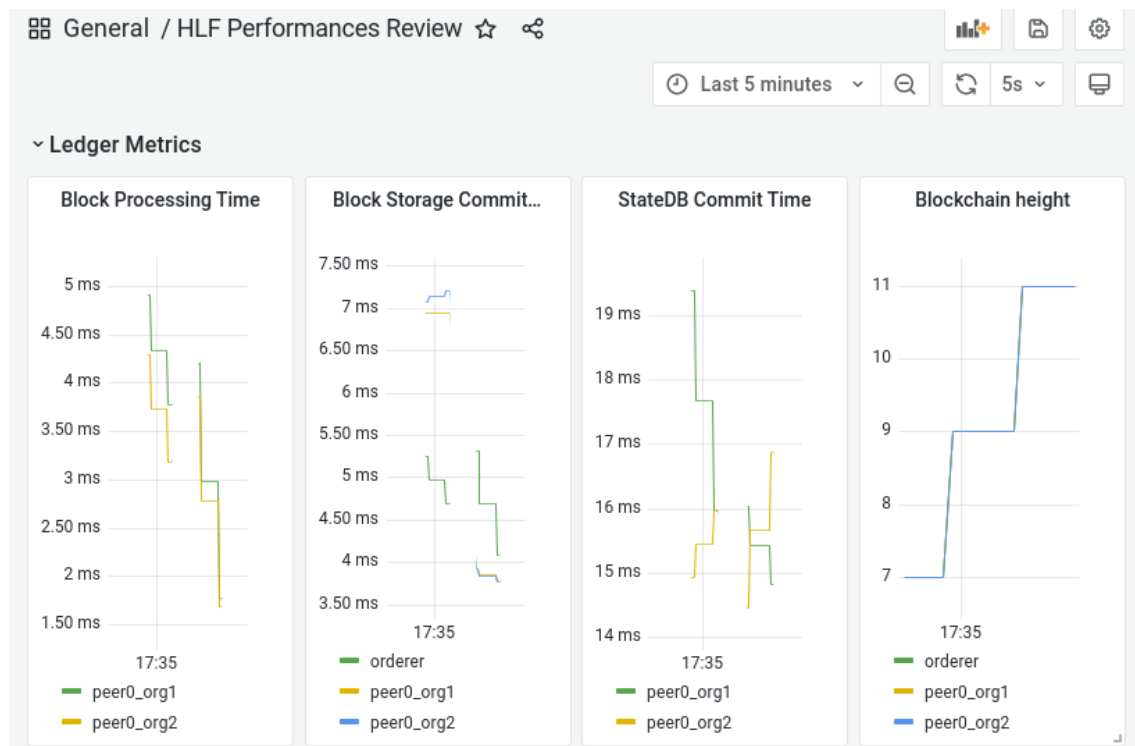 General / HLF Performances Review
Last 5 minutes
5s
Ledger Metrics
Block Processing Time
5 ms
4.50 ms
4 ms
3.50 ms
3 ms
2.50 ms
2 ms
1.50 ms
17:35
peer0_org1
peer0_org2
Block Storage Commit...
7.50 ms
7 ms
6.50 ms
6 ms
5.50 ms
5 ms
4.50 ms
4 ms
3.50 ms
17:35
orderer
peer0_org1
peer0_org2
StateDB Commit Time
19 ms
18 ms
17 ms
16 ms
15 ms
14 ms
17:35
peer0_org1
peer0_org2
Blockchain height
11
10
9
8
7
17:35
orderer
peer0_org1
peer0_org2